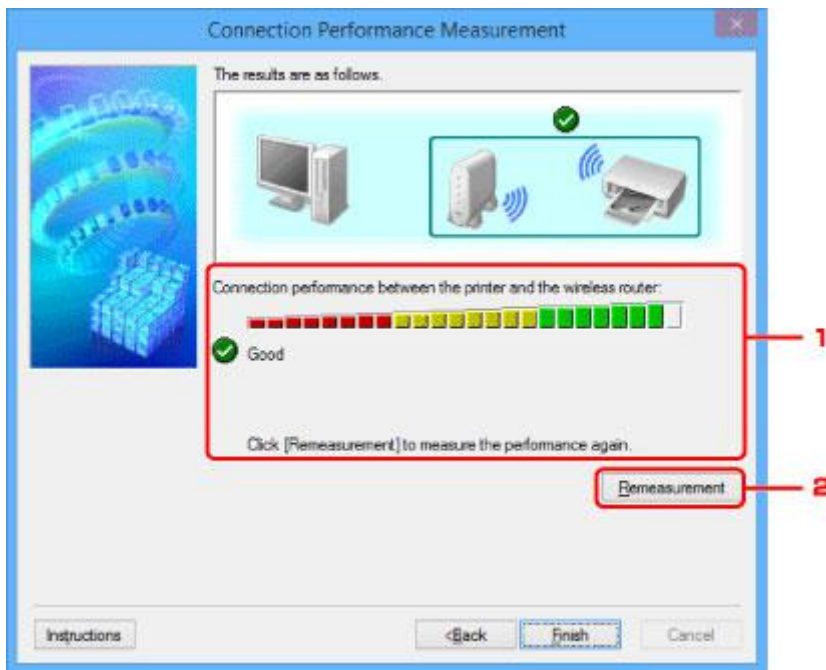 Connection Performance Measurement
The results are as follows.
Connection performance between the printer and the wireless router:
Good
1
Click [Remeasurement] to measure the performance again.
Remeasurement
2
Instructions
<Back
Finish
Cancel